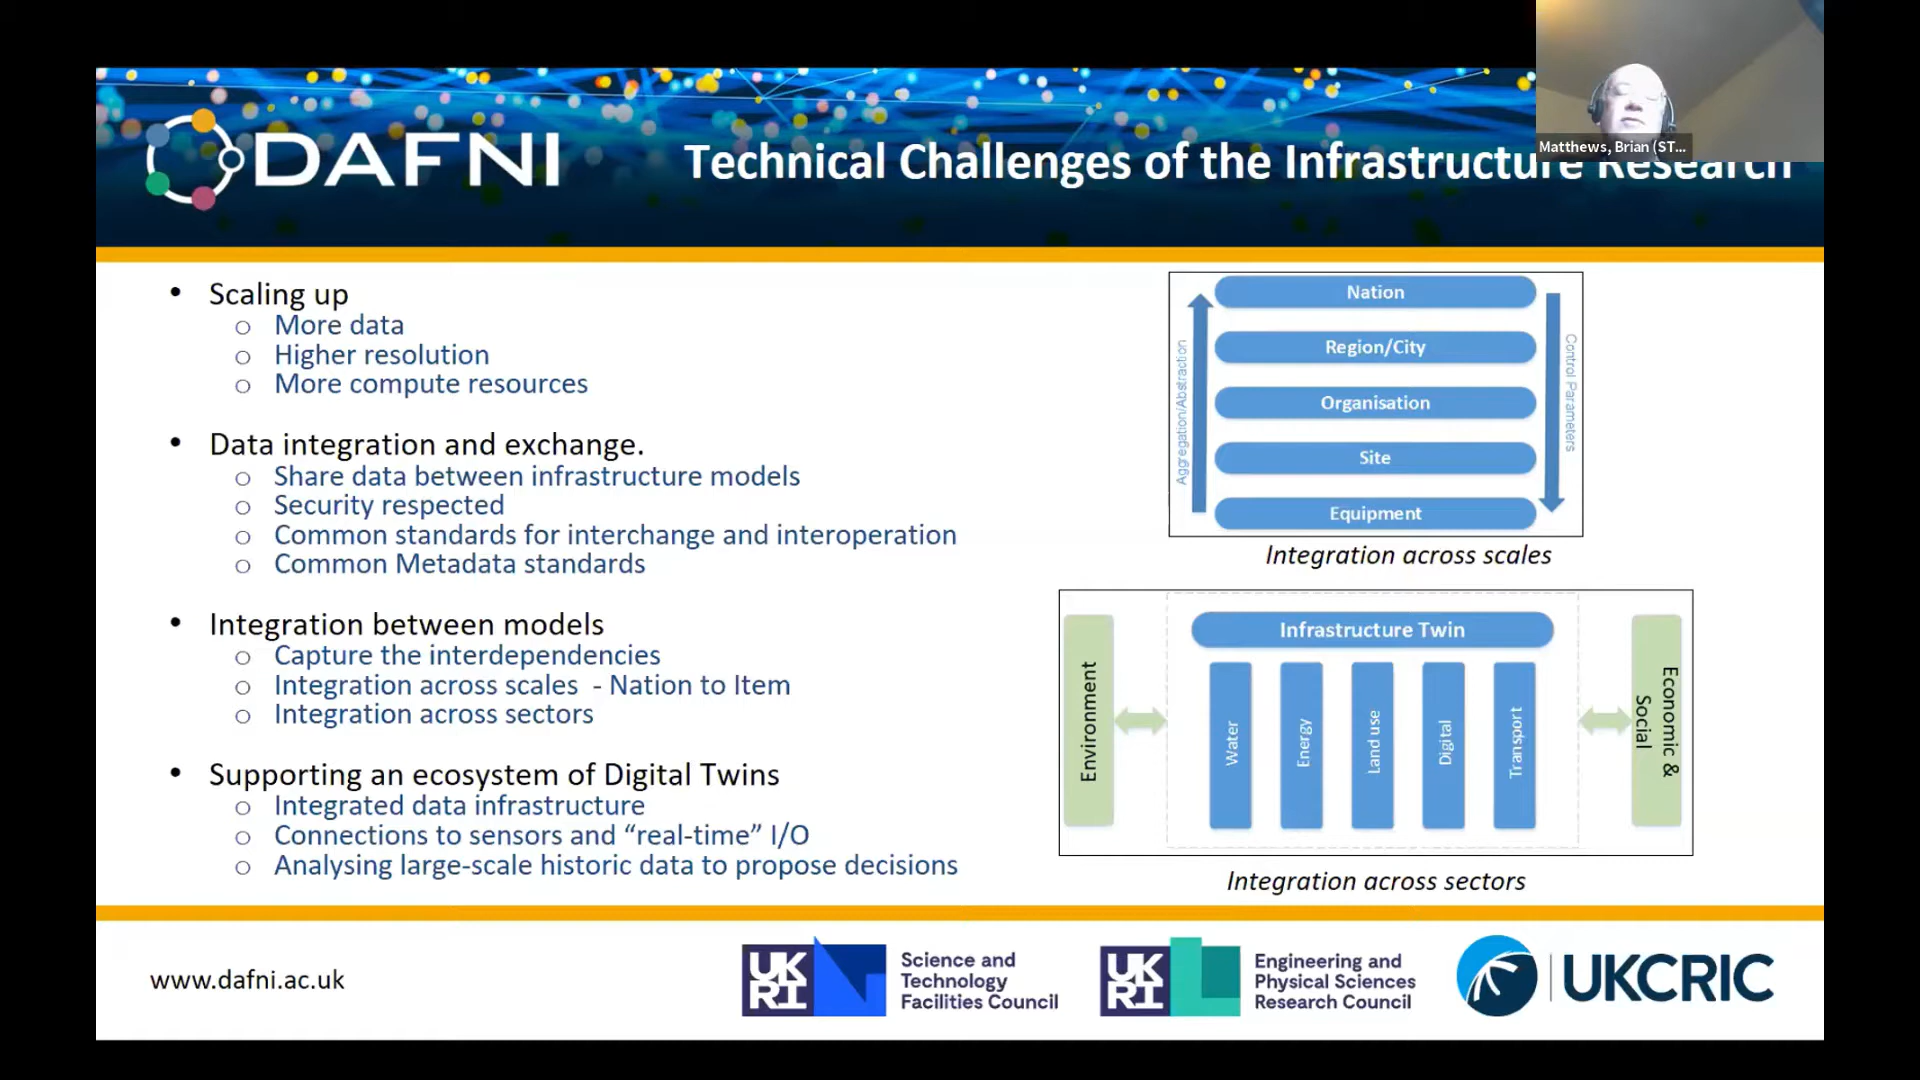 Matthews, Brian (ST...
DAFNI
Technical Challenges of the Infrastructure Research
• Scaling up
o More data
o Higher resolution
o More compute resources
• Data integration and exchange.
o Share data between infrastructure models
o Security respected
o Common standards for interchange and interoperation
o Common Metadata standards
• Integration between models
o Capture the interdependencies
o Integration across scales - Nation to Item
o Integration across sectors
• Supporting an ecosystem of Digital Twins
o Integrated data infrastructure
o Connections to sensors and “real-time” I/O
o Analysing large-scale historic data to propose decisions
Aggregation/Abstraction
Nation
Region/City
Organisation
Site
Equipment
Control Parameters
Integration across scales
Environment
Infrastructure Twin
Water
Energy
Land use
Digital
Transport
Economic &
Social
Integration across sectors
www.dafni.ac.uk
UK
RI
Science and
Technology
Facilities Council
UK
RI
Engineering and
Physical Sciences
Research Council
UKCRIC